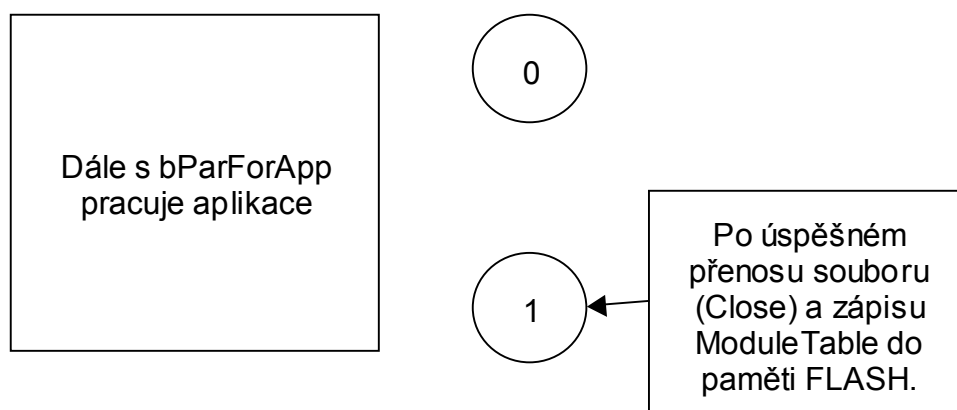 Dále s bParForApp
pracuje aplikace
0
1
Po úspěšném
přenosu souboru
(Close) a zápisu
ModuleTable do
paměti FLASH.